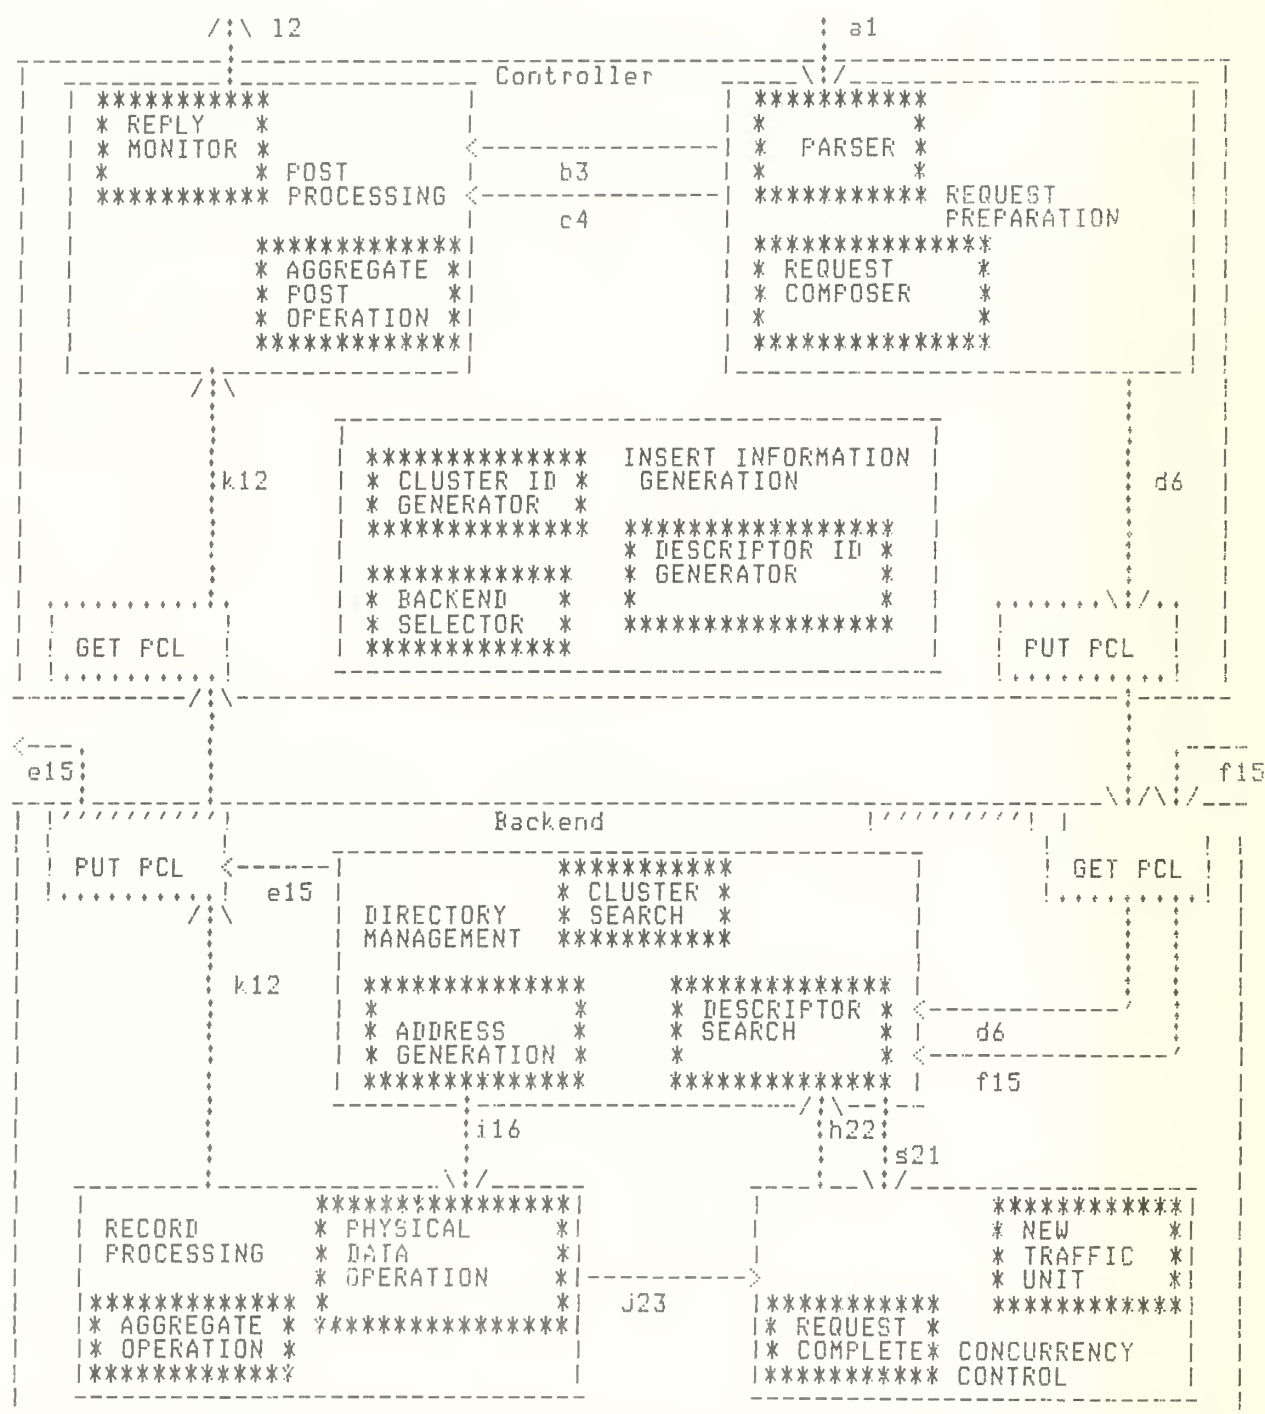 l2 a1
Controller
REPLY
MONITOR
PARSER
POST
PROCESSING
b3
c4
REQUEST
PREPARATION
AGGREGATE
POST
OPERATION
REQUEST
COMPOSER
k12
CLUSTER ID
GENERATOR
INSERT INFORMATION
GENERATION
d6
DESCRIPTOR ID
GENERATOR
BACKEND
SELECTOR
GET PCL
PUT PCL
e15
f15
Backend
PUT PCL
e15
CLUSTER
SEARCH
DIRECTORY
MANAGEMENT
GET PCL
k12
ADDRESS
GENERATION
DESCRIPTOR
SEARCH
d6
f15
i16
h22
s21
RECORD
PROCESSING
PHYSICAL
DATA
OPERATION
j23
NEW
TRAFFIC
UNIT
AGGREGATE
OPERATION
REQUEST
COMPLETE
CONCURRENCY
CONTROL